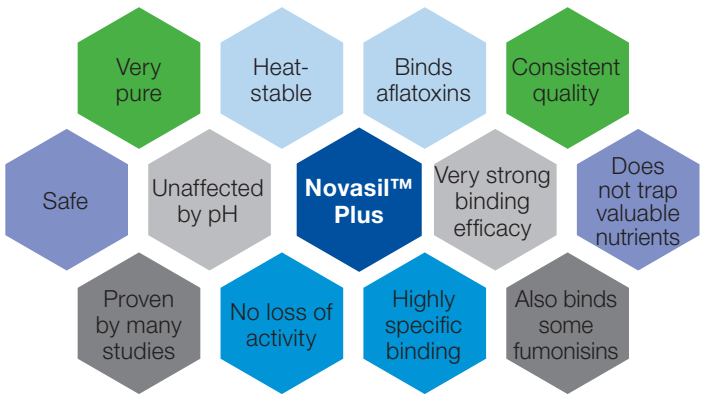 Very
pure
Heat-
stable
Binds
aflatoxins
Consistent
quality
Safe
Unaffected
by pH
Novasil™
Plus
Very strong
binding
efficacy
Does
not trap
valuable
nutrients
Proven
by many
studies
No loss of
activity
Highly
specific
binding
Also binds
some
fumonisins